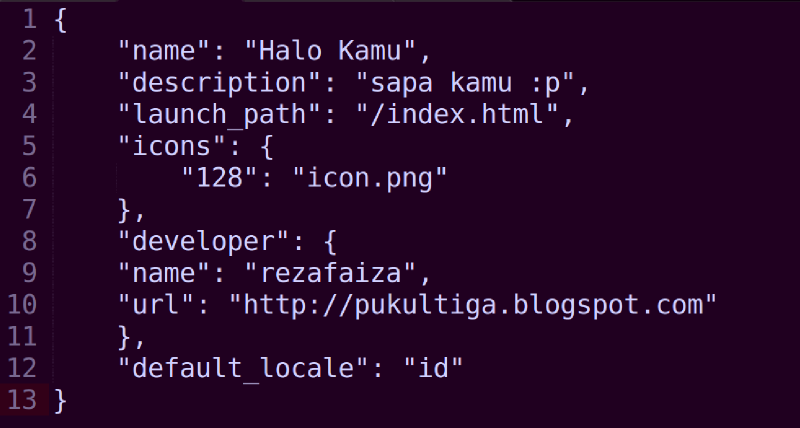 1 {
2     "name": "Halo Kamu",
3     "description": "sapa kamu :p",
4     "launch_path": "/index.html",
5     "icons": {
6         "128": "icon.png"
7     },
8     "developer": {
9     "name": "rezafaiza",
10     "url": "http://pukultiga.blogspot.com"
11     },
12     "default_locale": "id"
13 }